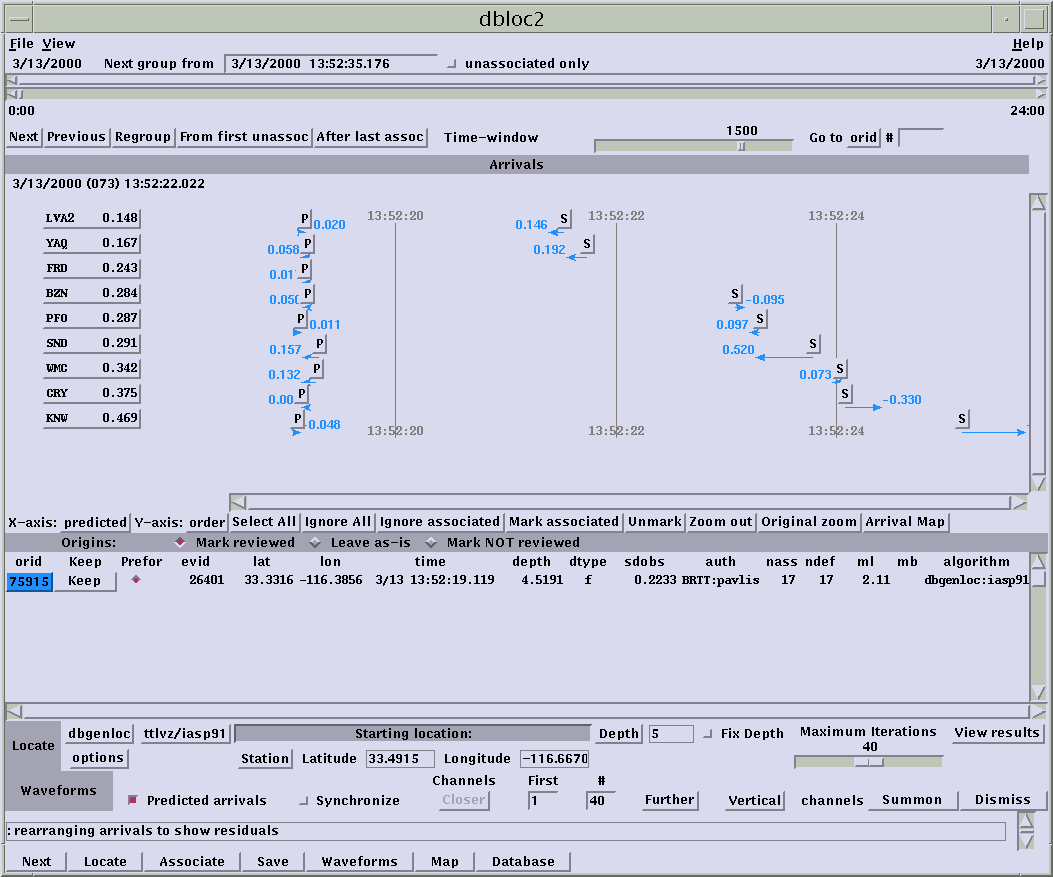 dbloc2
File View Help
3/13/2000 Next group from 3/13/2000 13:52:35.176 unassociated only 3/13/2000
0:00 24:00
Next Previous Regroup From first unassoc After last assoc Time-window 1500 Go to orid #
Arrivals
3/13/2000 (073) 13:52:22.022
LVA2 0.148 P 0.020 13:52:20 0.146 S 13:52:22 13:52:24
YAQ 0.167 0.058 P 0.192 S
FRD 0.243 0.01 P
BZN 0.284 0.050 P S -0.095
PFO 0.287 P 0.011 0.097 S
SND 0.291 0.157 P 0.520 S
WMC 0.342 0.132 P 0.073 S
CRY 0.375 0.00 P S -0.330
KNW 0.469 P 0.048 S
13:52:20 13:52:22 13:52:24
X-axis: predicted Y-axis: order Select All Ignore All Ignore associated Mark associated Unmark Zoom out Original zoom Arrival Map
Origins: Mark reviewed Leave as-is Mark NOT reviewed
orid Keep Prefor evid lat lon time depth dtype sdobs auth nass ndef ml mb algorithm
75915 Keep 26401 33.3316 -116.3856 3/13 13:52:19.119 4.5191 f 0.2233 BRTT:pavlis 17 17 2.11 dbgenloc:iasp91
Locate dbgenloc ttlvz/iasp91 Starting location: Depth 5 Fix Depth Maximum Iterations 40 View results
options Station Latitude 33.4915 Longitude -116.6670
Waveforms Predicted arrivals Synchronize Channels Closer First 1 # 40 Further Vertical channels Summon Dismiss
: rearranging arrivals to show residuals
Next Locate Associate Save Waveforms Map Database